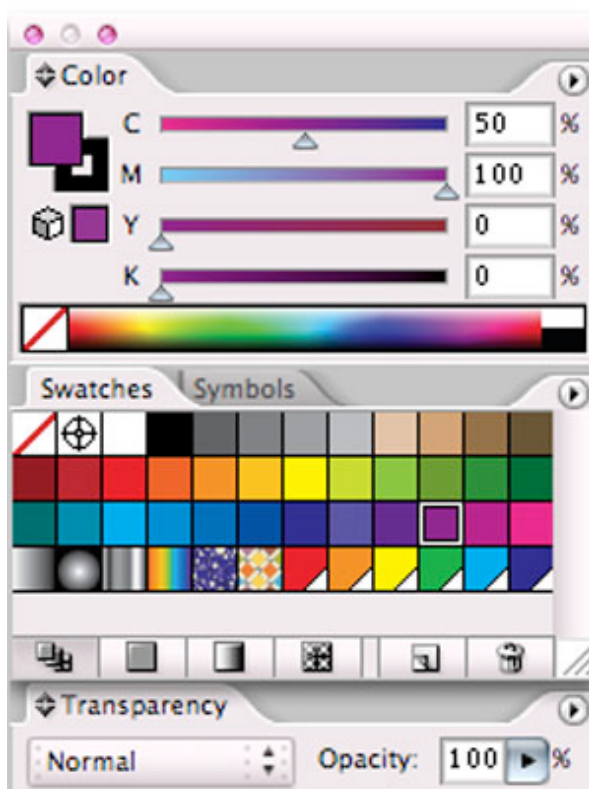 Color
C 50 %
M 100 %
Y 0 %
K 0 %
Swatches Symbols
Transparency
Normal Opacity: 100 %